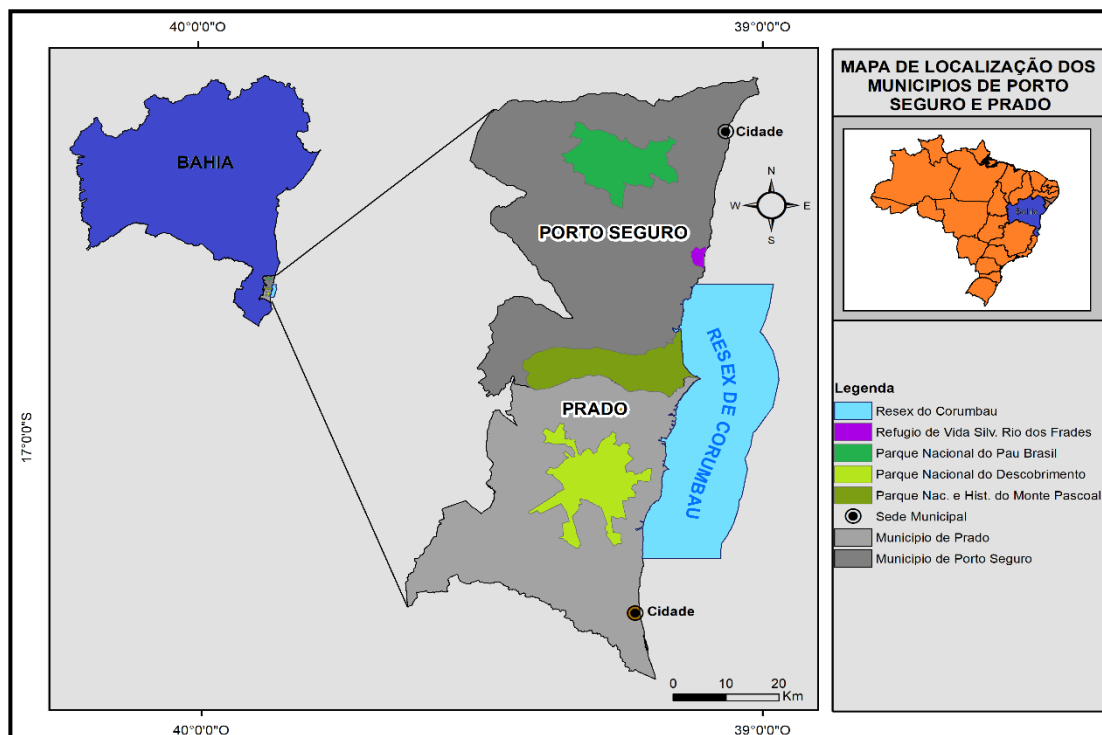 40°0'0"O
39°0'0"O
MAPA DE LOCALIZAÇÃO DOS
MUNICIPIOS DE PORTO
SEGURO E PRADO
BAHIA
Cidade
N
W
E
S
PORTO SEGURO
Bahia
RESEX DE CORUMBAU
PRADO
17°0'0"S
Legenda
Resex do Corumbau
Refugio de Vida Silv. Rio dos Frades
Parque Nacional do Pau Brasil
Parque Nacional do Descobrimento
Parque Nac. e Hist. do Monte Pascoal
Sede Municipal
Municipio de Prado
Municipio de Porto Seguro
Cidade
0 10 20
Km
40°0'0"O
39°0'0"O